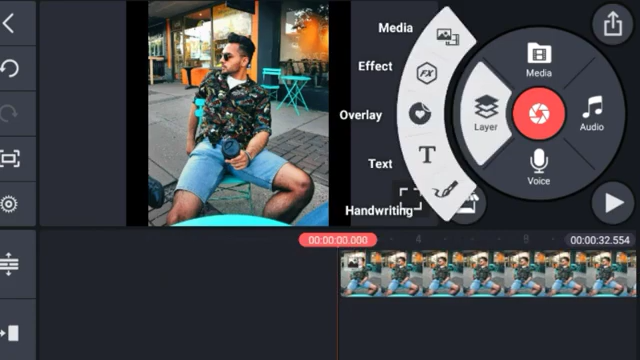 Media
Effect
FX
Overlay
Text
T
Handwriting
Media
Layer
Audio
Voice
00:00:00.000
4
8
00:00:32.554